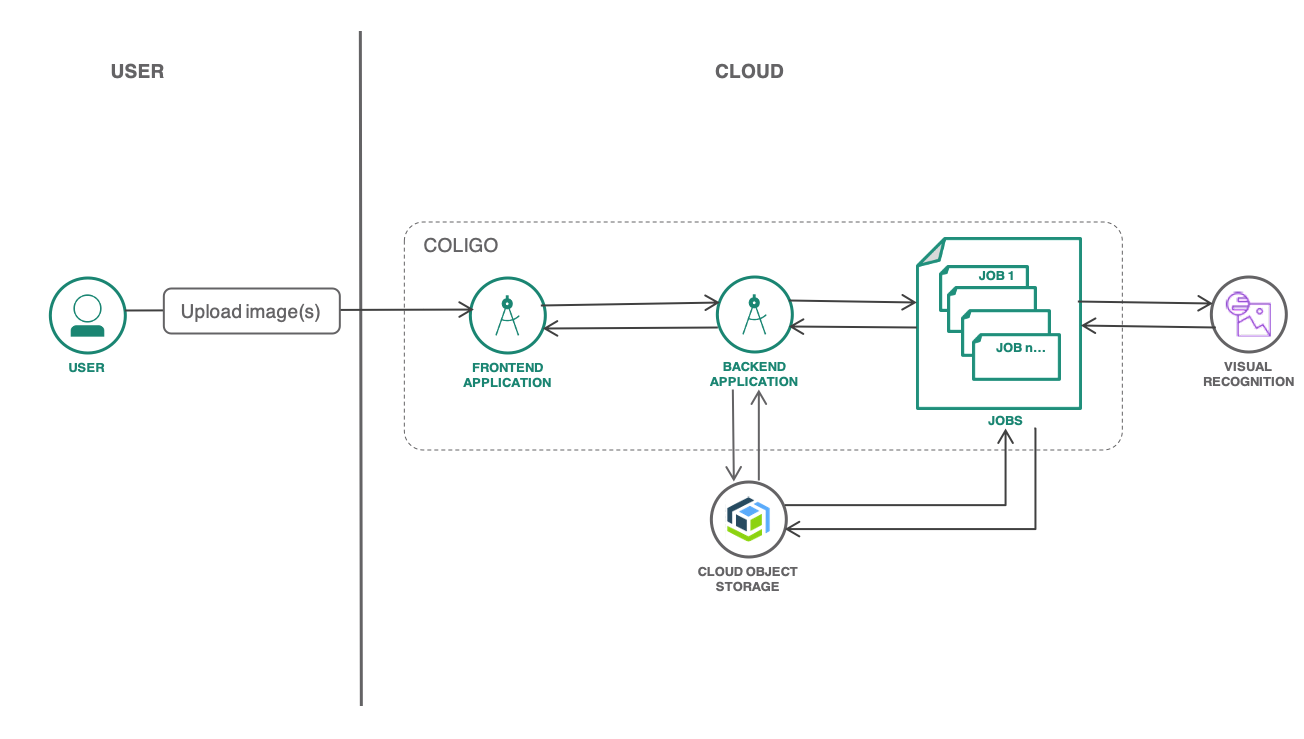 USER
CLOUD
COLIGO
Upload image(s)
USER
FRONTEND
APPLICATION
BACKEND
APPLICATION
JOB 1
JOB n...
JOBS
VISUAL
RECOGNITION
CLOUD OBJECT
STORAGE